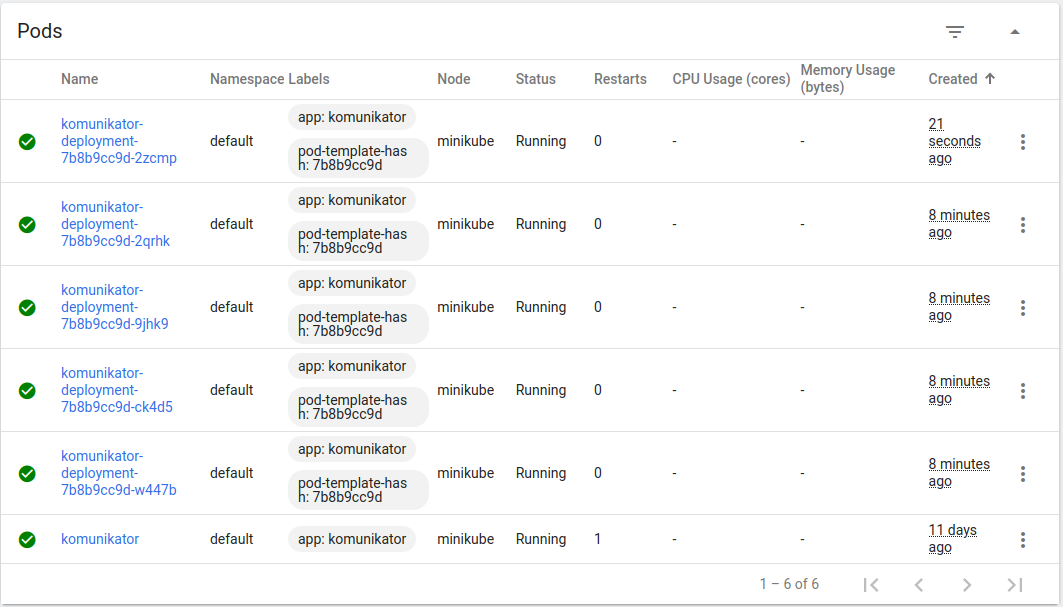 Pods
Name Namespace Labels Node Status Restarts CPU Usage (cores) Memory Usage (bytes) Created
komunikator-
deployment-
7b8b9cc9d-2zcmp
default
app: komunikator
pod-template-has
h: 7b8b9cc9d
minikube
Running
0
-
-
21
seconds
ago
komunikator-
deployment-
7b8b9cc9d-2qrhk
default
app: komunikator
pod-template-has
h: 7b8b9cc9d
minikube
Running
0
-
-
8 minutes
ago
komunikator-
deployment-
7b8b9cc9d-9jhk9
default
app: komunikator
pod-template-has
h: 7b8b9cc9d
minikube
Running
0
-
-
8 minutes
ago
komunikator-
deployment-
7b8b9cc9d-ck4d5
default
app: komunikator
pod-template-has
h: 7b8b9cc9d
minikube
Running
0
-
-
8 minutes
ago
komunikator-
deployment-
7b8b9cc9d-w447b
default
app: komunikator
pod-template-has
h: 7b8b9cc9d
minikube
Running
0
-
-
8 minutes
ago
komunikator
default
app: komunikator
minikube
Running
1
-
-
11 days
ago
1 – 6 of 6